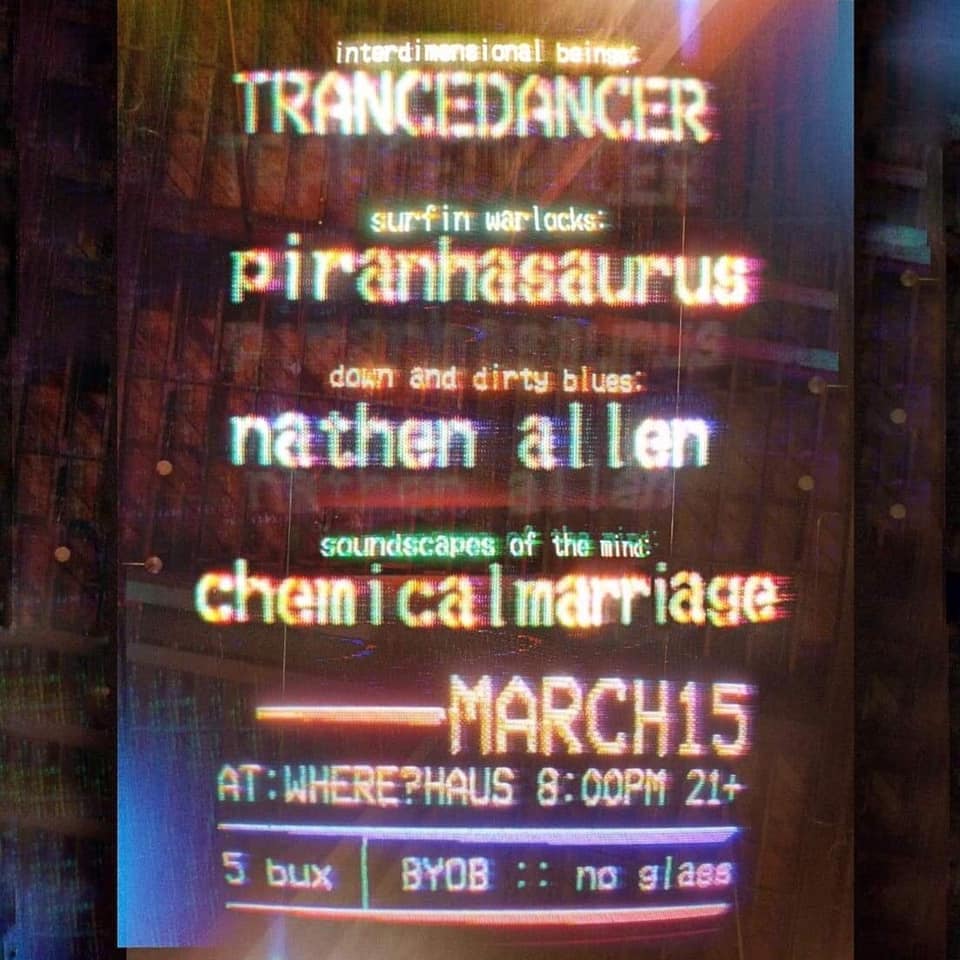 interdimensional beings:
TRANCEDANCER
surfin warlocks:
piranhasaurus
down and dirty blues:
nathen allen
soundscapes of the mind:
chemicalmarriage
MARCH15
AT:WHERE?HAUS 8:00PM 21+
5 bux | BYOB :: no glass